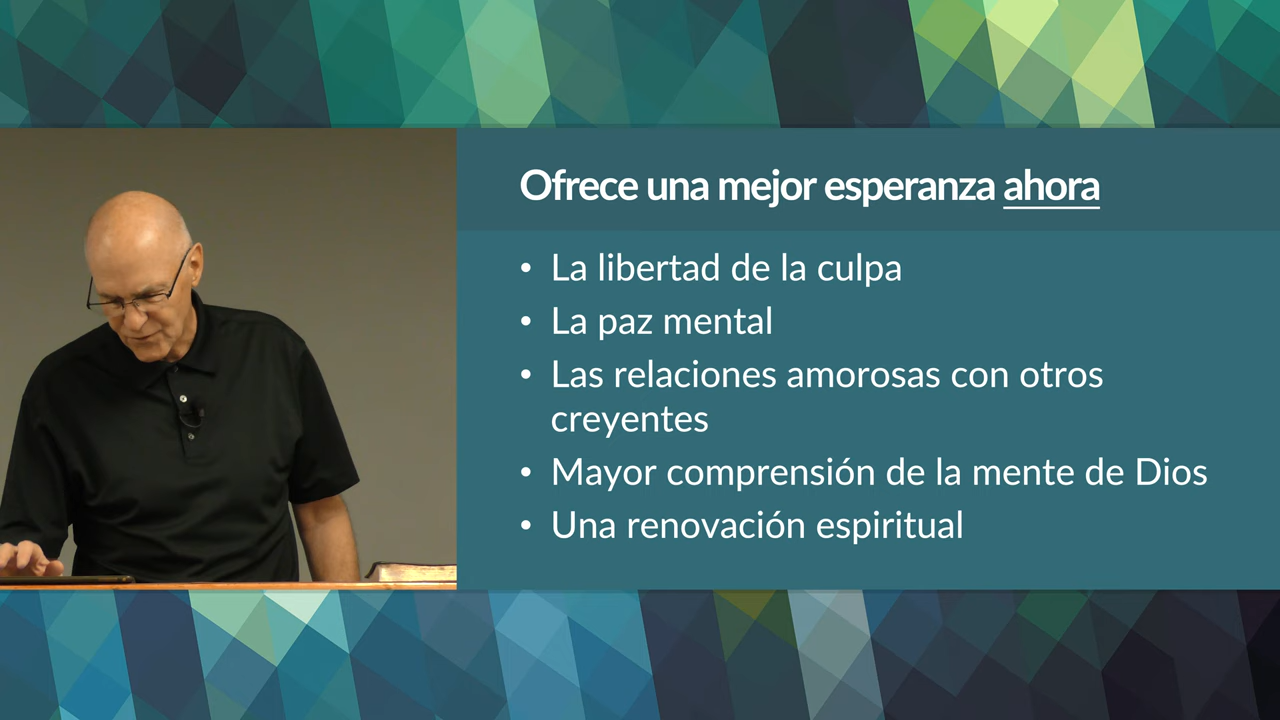 Ofrece una mejor esperanza ahora
• La libertad de la culpa
• La paz mental
• Las relaciones amorosas con otros
creyentes
• Mayor comprensión de la mente de Dios
• Una renovación espiritual